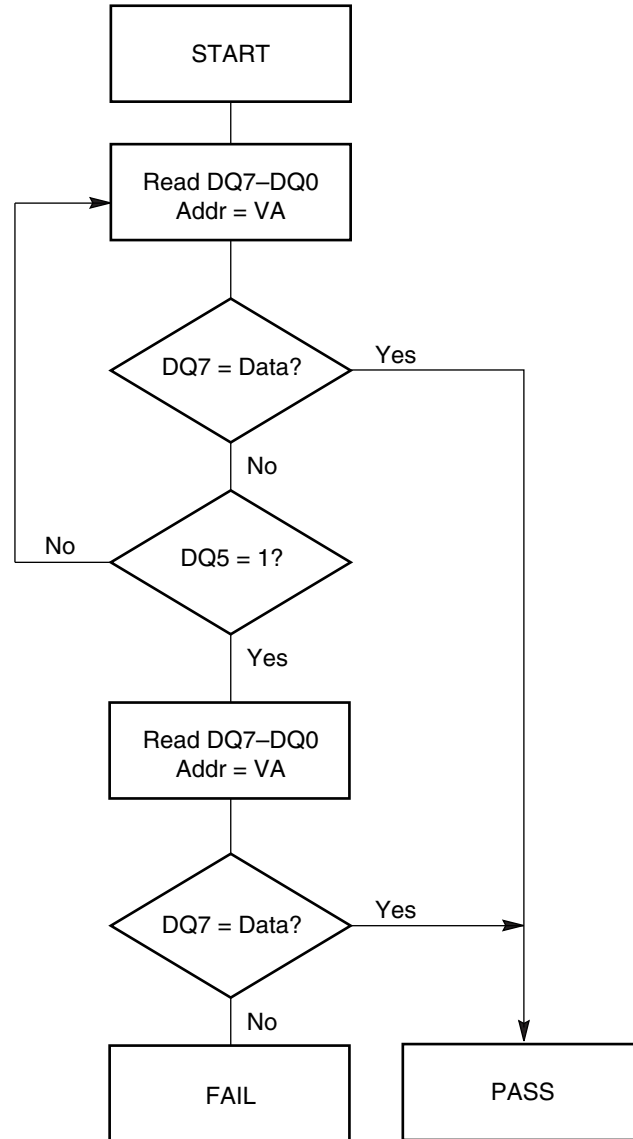 START
Read DQ7–DQ0
Addr = VA
DQ7 = Data?
Yes
No
No
DQ5 = 1?
Yes
Read DQ7–DQ0
Addr = VA
DQ7 = Data?
Yes
No
FAIL
PASS